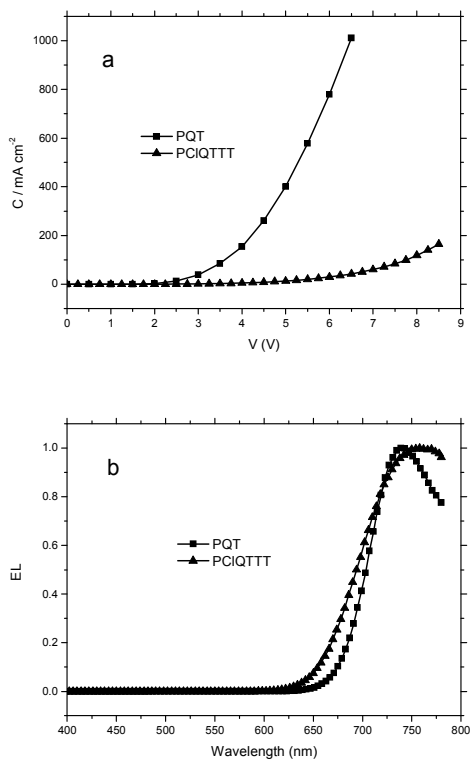 a
1000
800
600
400
200
0
C / mA cm-2
PQT
PClQTTT
0 1 2 3 4 5 6 7 8 9
V (V)
b
1.0
0.8
0.6
0.4
0.2
0.0
EL
PQT
PClQTTT
400 450 500 550 600 650 700 750 800
Wavelength (nm)